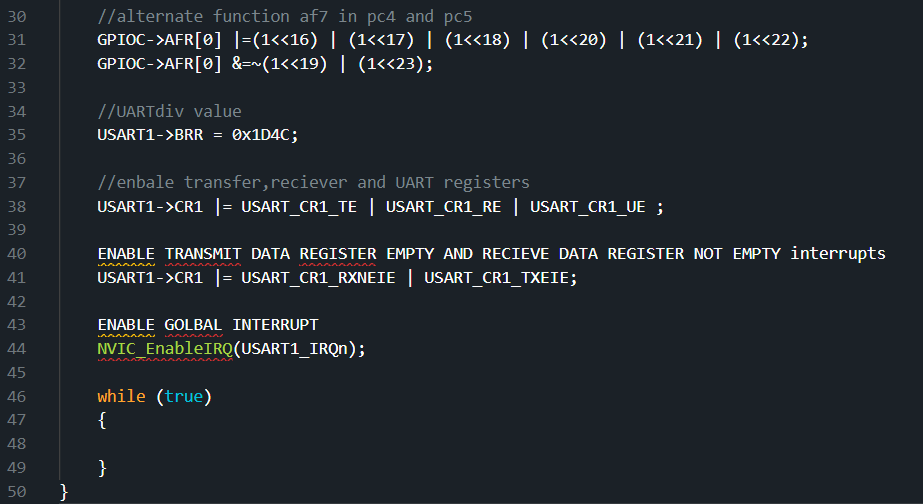 30 //alternate function af7 in pc4 and pc5
31 GPIOC->AFR[0] |=(1<<16) | (1<<17) | (1<<18) | (1<<20) | (1<<21) | (1<<22);
32 GPIOC->AFR[0] &=~(1<<19) | (1<<23);
33
34 //UARTdiv value
35 USART1->BRR = 0x1D4C;
36
37 //enbale transfer,reciever and UART registers
38 USART1->CR1 |= USART_CR1_TE | USART_CR1_RE | USART_CR1_UE ;
39
40 ENABLE TRANSMIT DATA REGISTER EMPTY AND RECIEVE DATA REGISTER NOT EMPTY interrupts
41 USART1->CR1 |= USART_CR1_RXNEIE | USART_CR1_TXEIE;
42
43 ENABLE GOLBAL INTERRUPT
44 NVIC_EnableIRQ(USART1_IRQn);
45
46 while (true)
47 {
48
49 }
50 }